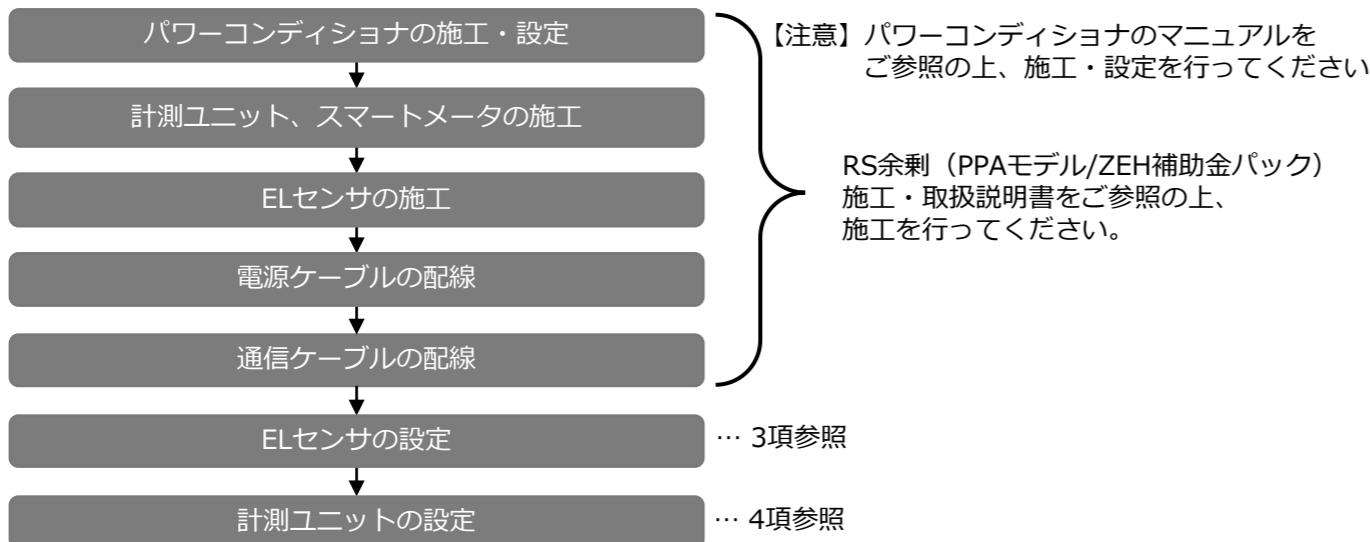 パワーコンディショナの施工・設定
【注意】パワーコンディショナのマニュアルを
ご参照の上、施工・設定を行ってください
計測ユニット、スマートメータの施工
RS余剰（PPAモデル/ZEH補助金パック）
施工・取扱説明書をご参照の上、
施工を行ってください。
ELセンサの施工
電源ケーブルの配線
通信ケーブルの配線
ELセンサの設定
… 3項参照
計測ユニットの設定
… 4項参照